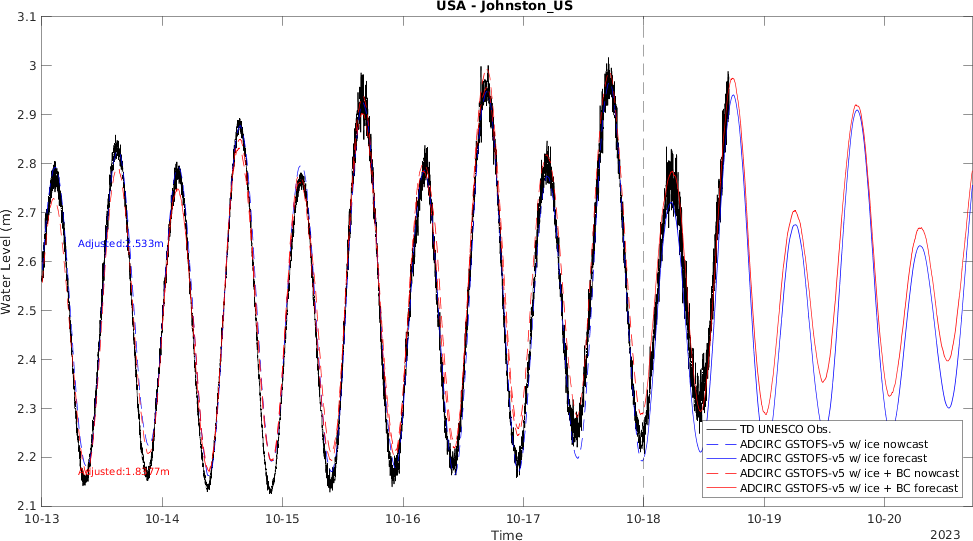 USA - Johnston_US
3.1
3
2.9
2.8
2.7
2.6
2.5
2.4
2.3
2.2
2.1
Water Level (m)
Adjusted:2.533m
TD UNESCO Obs.
ADCIRC GSTOFS-v5 w/ ice nowcast
ADCIRC GSTOFS-v5 w/ ice forecast
ADCIRC GSTOFS-v5 w/ ice + BC nowcast
ADCIRC GSTOFS-v5 w/ ice + BC forecast
10-13
10-14
10-15
10-16
10-17
10-18
10-19
10-20
Time
2023